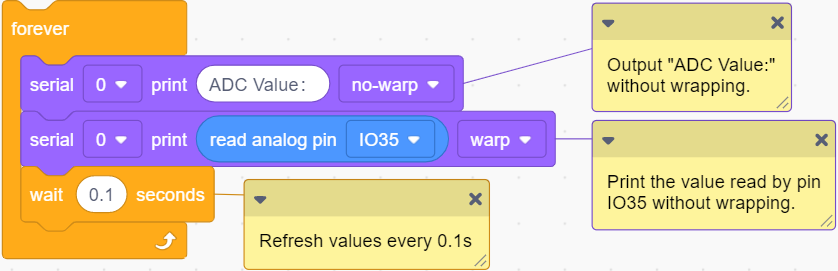 forever
serial 0 print ADC Value： no-warp
Output "ADC Value:"
without wrapping.
serial 0 print read analog pin IO35 warp
Print the value read by pin
IO35 without wrapping.
wait 0.1 seconds
Refresh values every 0.1s